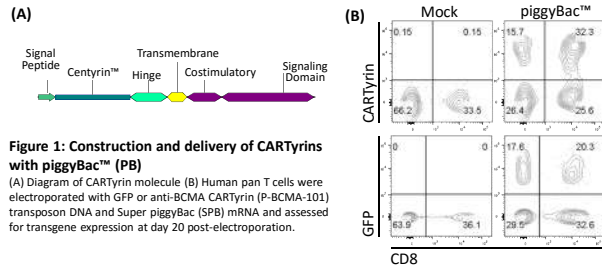 (A)
Signal
Peptide
Centyrin™
Hinge
Transmembrane
Costimulatory
Signaling
Domain
Figure 1: Construction and delivery of CARTyrins
with piggyBac™ (PB)
(A) Diagram of CARTyrin molecule (B) Human pan T cells were
electroporated with GFP or anti-BCMA CARTyrin (P-BCMA-101)
transposon DNA and Super piggyBac (SPB) mRNA and assessed
for transgene expression at day 20 post-electroporation.
(B)
Mock
piggyBac™
CARTyrin
0.15
0.15
15.7
32.3
66.2
33.5
26.4
25.6
GFP
0
0
17.6
20.3
63.9
36.1
29.5
32.6
CD8